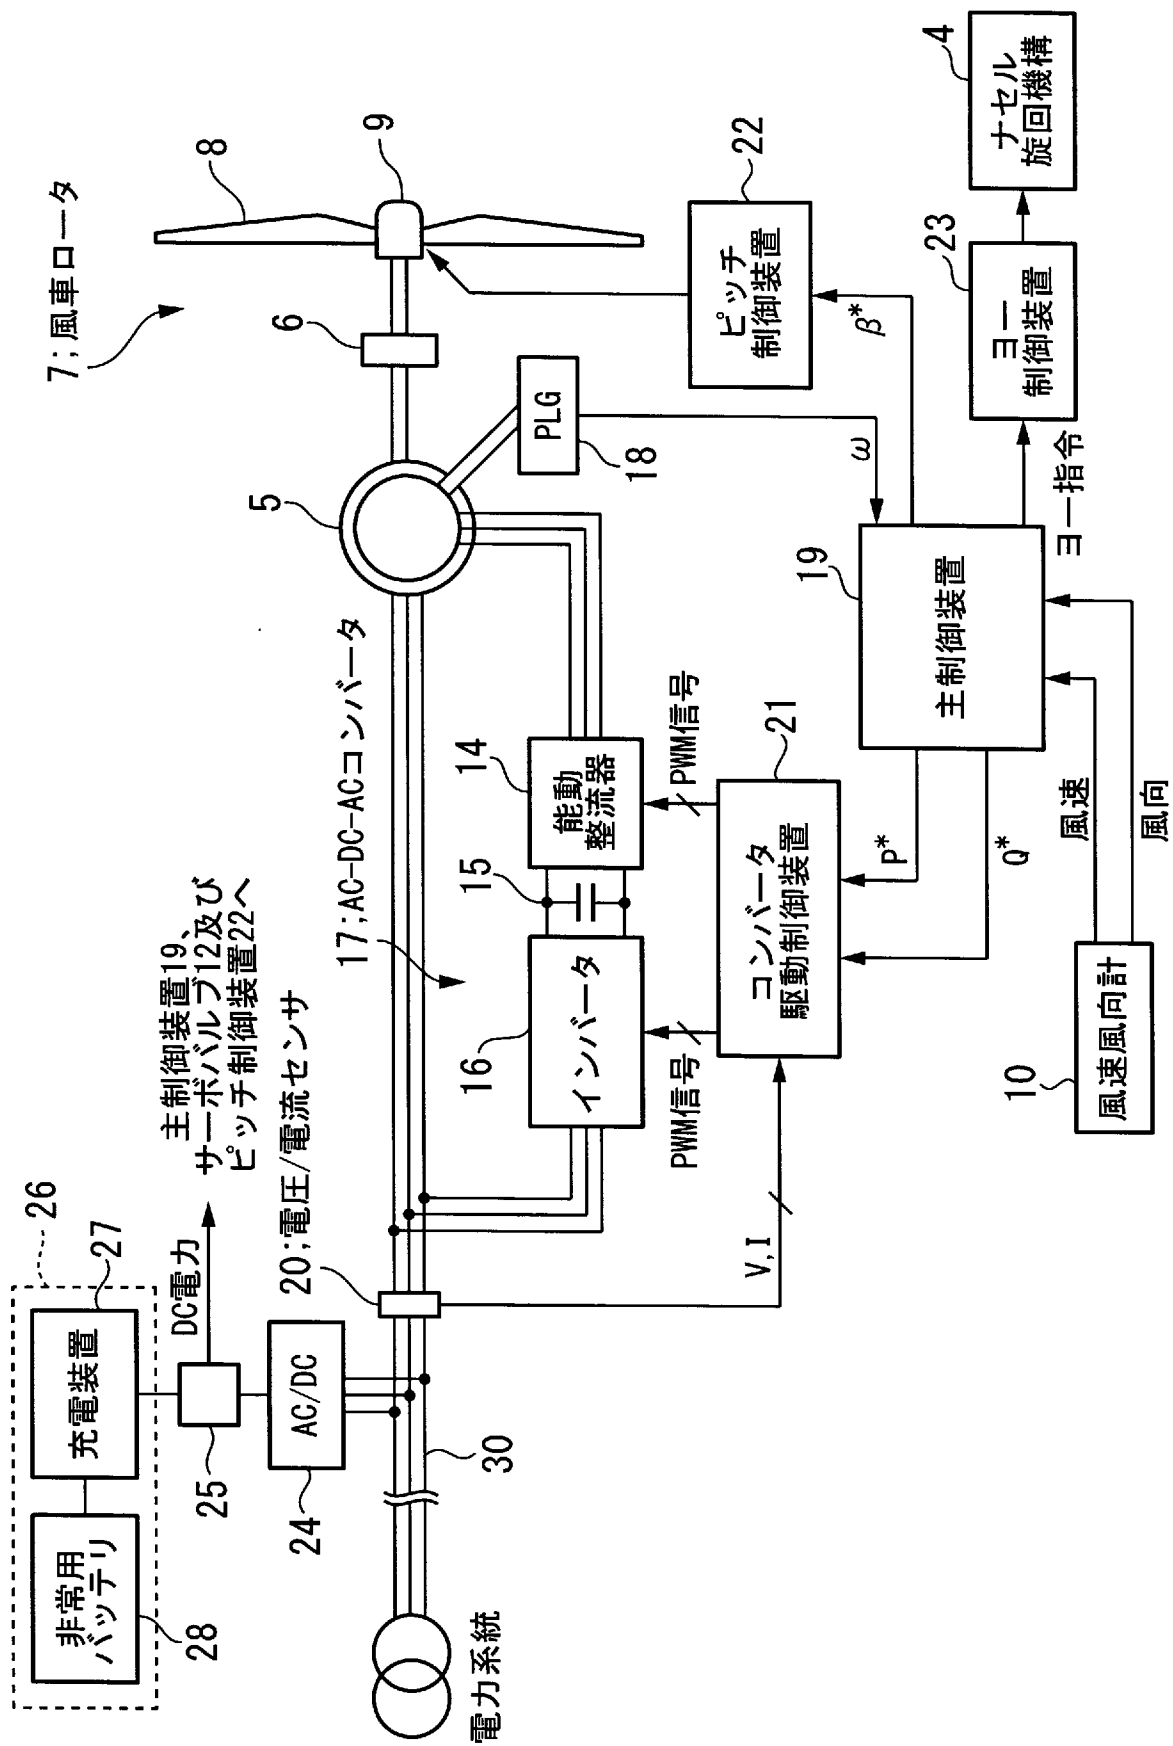 7;風車ロータ
8
9
6
5
PLG
18
ピッチ
制御装置
22
ω
β*
ナセル
旋回機構
4
ヨー
制御装置
23
ヨー指令
主制御装置
19
風速
風向
風速風向計
10
P*
Q*
コンバータ
駆動制御装置
21
PWM信号
PWM信号
能動
整流器
14
15
インバータ
16
17;AC-DC-ACコンバータ
V,I
20;電圧/電流センサ
主制御装置19、
サーボバルブ12及び
ピッチ制御装置22へ
DC電力
26
充電装置
27
非常用
バッテリ
28
25
AC/DC
24
30
電力系統